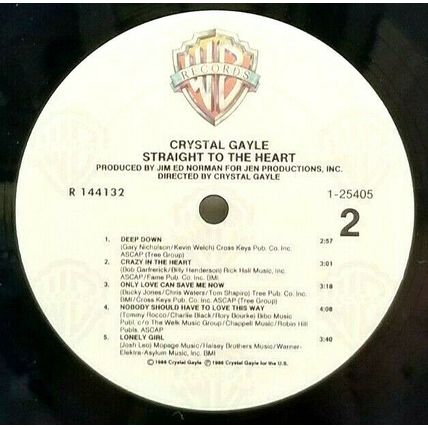 WB
RECORDS
CRYSTAL GAYLE
STRAIGHT TO THE HEART
PRODUCED BY JIM ED NORMAN FOR JEN PRODUCTIONS, INC.
DIRECTED BY CRYSTAL GAYLE
R 144132 1-25405
2
1. DEEP DOWN 2:57
(Gary Nicholson/Kevin Welch) Cross Keys Pub. Co. Inc.
ASCAP (Tree Group)
2. CRAZY IN THE HEART 3:01
(Bob Garfrerick/Billy Henderson) Rick Hall Music, Inc.
ASCAP/Fame Pub. Co. Inc. BMI
3. ONLY LOVE CAN SAVE ME NOW 3:18
(Bucky Jones/Chris Waters/Tom Shapiro) Tree Pub. Co. Inc.
BMI/Cross Keys Pub. Co. Inc. ASCAP (Tree Group)
4. NOBODY SHOULD HAVE TO LOVE THIS WAY 4:08
(Tommy Rocco/Charlie Black/Rory Bourke) Bibo Music
Publ. c/o The Welk Music Group/Chappell Music/Robin Hill
Publs. ASCAP
5. LONELY GIRL 3:40
(Josh Leo) Mopage Music/Halsey Brothers Music/Warner-
Elektra-Asylum Music, Inc. BMI
© 1986 Crystal Gayle ℗ 1986 Crystal Gayle for the U.S.